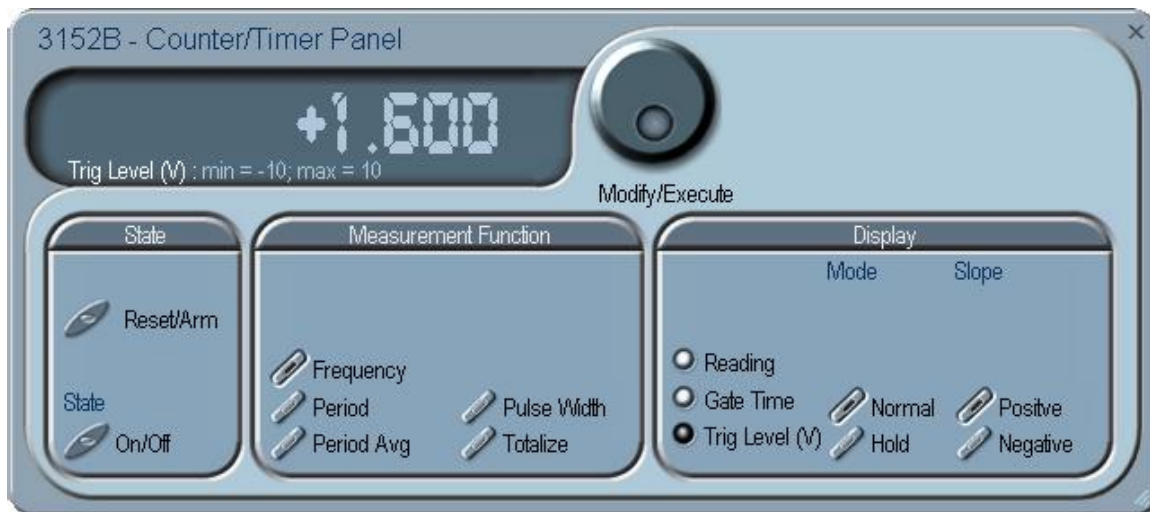 3152B - Counter/Timer Panel
+1.600
Trig Level (V) : min = -10; max = 10
Modify/Execute
State
Reset/Arm
State
On/Off
Measurement Function
Frequency
Period
Period Avg
Pulse Width
Totalize
Display
Mode
Slope
Reading
Gate Time
Trig Level (V)
Normal
Hold
Positve
Negative